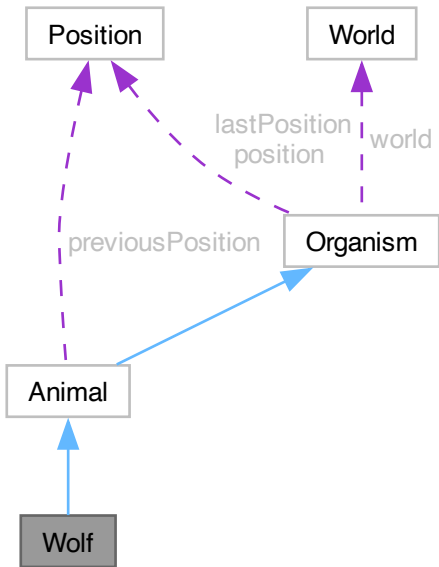 Position
World
lastPosition
position
world
previousPosition
Organism
Animal
Wolf